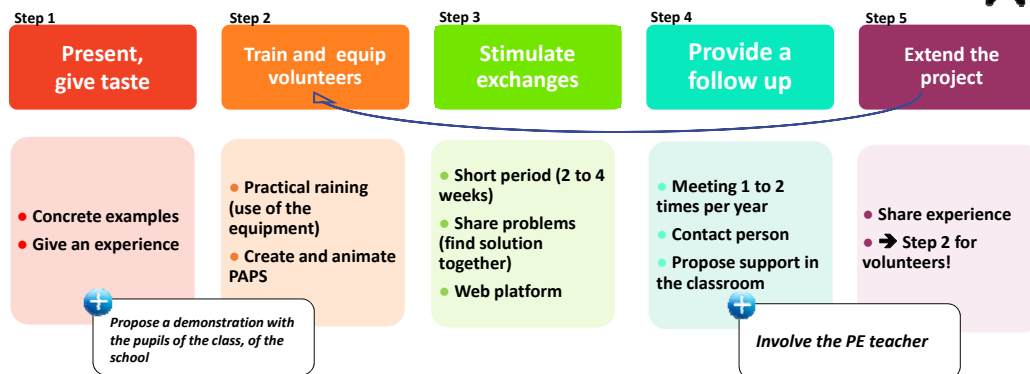 Step 1
Present,
give taste
● Concrete examples
● Give an experience
Propose a demonstration with
the pupils of the class, of the
school
Step 2
Train and equip
volunteers
● Practical raining
(use of the
equipment)
● Create and animate
PAPS
Step 3
Stimulate
exchanges
● Short period (2 to 4
weeks)
● Share problems
(find solution
together)
● Web platform
Step 4
Provide a
follow up
● Meeting 1 to 2
times per year
● Contact person
● Propose support in
the classroom
Involve the PE teacher
Step 5
Extend the
project
● Share experience
● ➔ Step 2 for
volunteers!